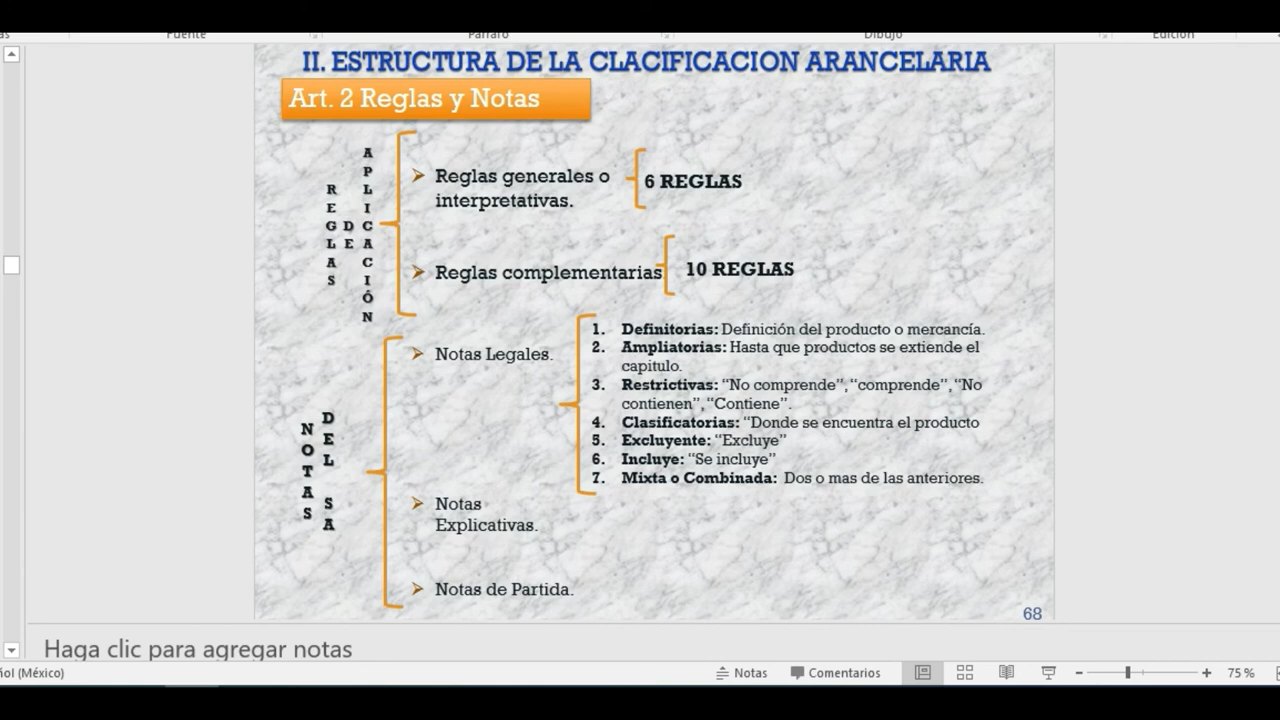 Fuente Párrafo Dibujo Edición
II. ESTRUCTURA DE LA CLACIFICACION ARANCELARIA
Art. 2 Reglas y Notas
REGLAS DE APLICACIÓN
Reglas generales o
interpretativas.
6 REGLAS
Reglas complementarias
10 REGLAS
NOTAS DEL SA
Notas Legales.
1. Definitorias: Definición del producto o mercancía.
2. Ampliatorias: Hasta que productos se extiende el
capitulo.
3. Restrictivas: “No comprende”, “comprende”, “No
contienen”, “Contiene”.
4. Clasificatorias: “Donde se encuentra el producto
5. Excluyente: “Excluye”
6. Incluye: “Se incluye”
7. Mixta o Combinada: Dos o mas de las anteriores.
Notas
Explicativas.
Notas de Partida.
68
Haga clic para agregar notas
(México) Notas Comentarios 75 %